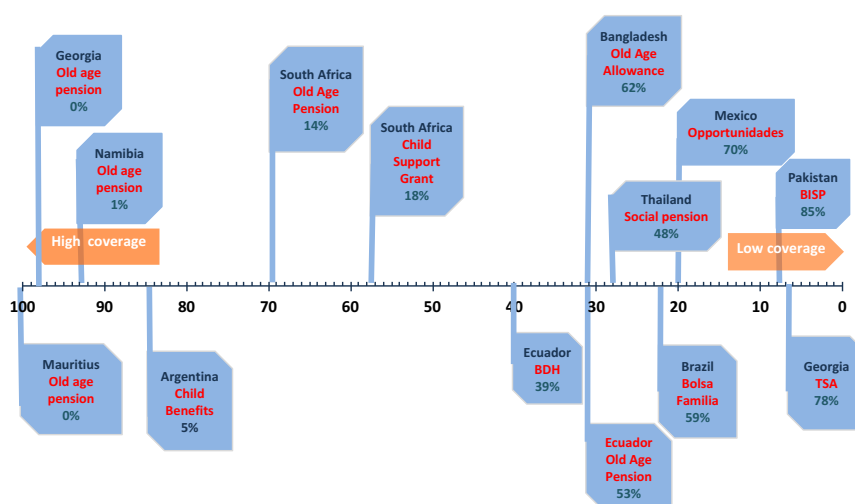 Georgia
Old age
pension
0%
Namibia
Old age
pension
1%
South Africa
Old Age
Pension
14%
South Africa
Child
Support
Grant
18%
Bangladesh
Old Age
Allowance
62%
Mexico
Opportunidades
70%
Thailand
Social pension
48%
Pakistan
BISP
85%
High coverage
Low coverage
100 90 80 70 60 50 40 30 20 10 0
Mauritius
Old age
pension
0%
Argentina
Child
Benefits
5%
Ecuador
BDH
39%
Ecuador
Old Age
Pension
53%
Brazil
Bolsa
Familia
59%
Georgia
TSA
78%